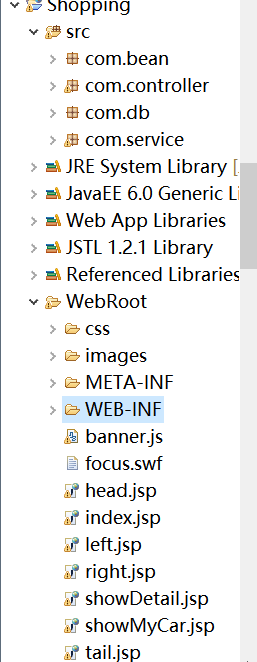 Shopping
src
com.bean
com.controller
com.db
com.service
JRE System Library [
JavaEE 6.0 Generic Li
Web App Libraries
JSTL 1.2.1 Library
Referenced Libraries
WebRoot
css
images
META-INF
WEB-INF
banner.js
focus.swf
head.jsp
index.jsp
left.jsp
right.jsp
showDetail.jsp
showMyCar.jsp
tail.jsp